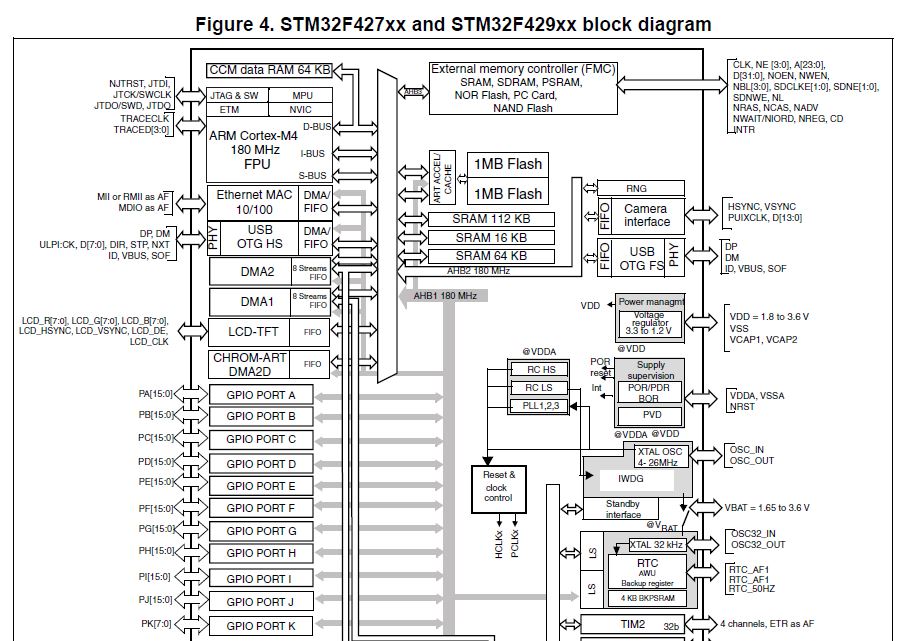 Figure 4. STM32F427xx and STM32F429xx block diagram
CCM data RAM 64 KB
NJTRST, JTDI,
JTCK/SWCLK
JTDO/SWD, JTDO
TRACECLK
TRACED[3:0]
JTAG & SW
MPU
ETM
NVIC
ARM Cortex-M4
180 MHz
FPU
D-BUS
I-BUS
S-BUS
MII or RMII as AF
MDIO as AF
Ethernet MAC
10/100
DMA/
FIFO
DP, DM
ULPI:CK, D[7:0], DIR, STP, NXT
ID, VBUS, SOF
PHY
USB
OTG HS
DMA/
FIFO
DMA2
8 Streams
FIFO
DMA1
8 Streams
FIFO
LCD_R[7:0], LCD_G[7:0], LCD_B[7:0],
LCD_HSYNC, LCD_VSYNC, LCD_DE,
LCD_CLK
LCD-TFT
FIFO
CHROM-ART
DMA2D
FIFO
PA[15:0]
GPIO PORT A
PB[15:0]
GPIO PORT B
PC[15:0]
GPIO PORT C
PD[15:0]
GPIO PORT D
PE[15:0]
GPIO PORT E
PF[15:0]
GPIO PORT F
PG[15:0]
GPIO PORT G
PH[15:0]
GPIO PORT H
PI[15:0]
GPIO PORT I
PJ[15:0]
GPIO PORT J
PK[7:0]
GPIO PORT K
AHB3
External memory controller (FMC)
SRAM, SDRAM, PSRAM,
NOR Flash, PC Card,
NAND Flash
CLK, NE [3:0], A[23:0],
D[31:0], NOEN, NWEN,
NBL[3:0], SDCLKE[1:0], SDNE[1:0],
SDNWE, NL
NRAS, NCAS, NADV
NWAIT/NIORD, NREG, CD
INTR
ART ACCEL/
CACHE
1MB Flash
1MB Flash
SRAM 112 KB
SRAM 16 KB
SRAM 64 KB
AHB2 180 MHz
AHB1 180 MHz
RNG
FIFO
Camera
interface
HSYNC, VSYNC
PUIXCLK, D[13:0]
FIFO
USB
OTG FS
PHY
DP
DM
ID, VBUS, SOF
VDD
Power managmt
Voltage
regulator
3.3 to 1.2 V
VDD = 1.8 to 3.6 V
VSS
VCAP1, VCAP2
@VDD
@VDDA
RC HS
RC LS
PLL1,2,3
POR
reset
Int
Supply
supervision
POR/PDR
BOR
PVD
VDDA, VSSA
NRST
@VDDA
@VDD
XTAL OSC
4- 26MHz
OSC_IN
OSC_OUT
IWDG
Reset &
clock
control
HCLKx
PCLKx
Standby
interface
VBAT = 1.65 to 3.6 V
@VBAT
LS
LS
XTAL 32 kHz
OSC32_IN
OSC32_OUT
RTC
AWU
Backup register
RTC_AF1
RTC_AF1
RTC_50HZ
4 KB BKPSRAM
TIM2
32b
4 channels, ETR as AF